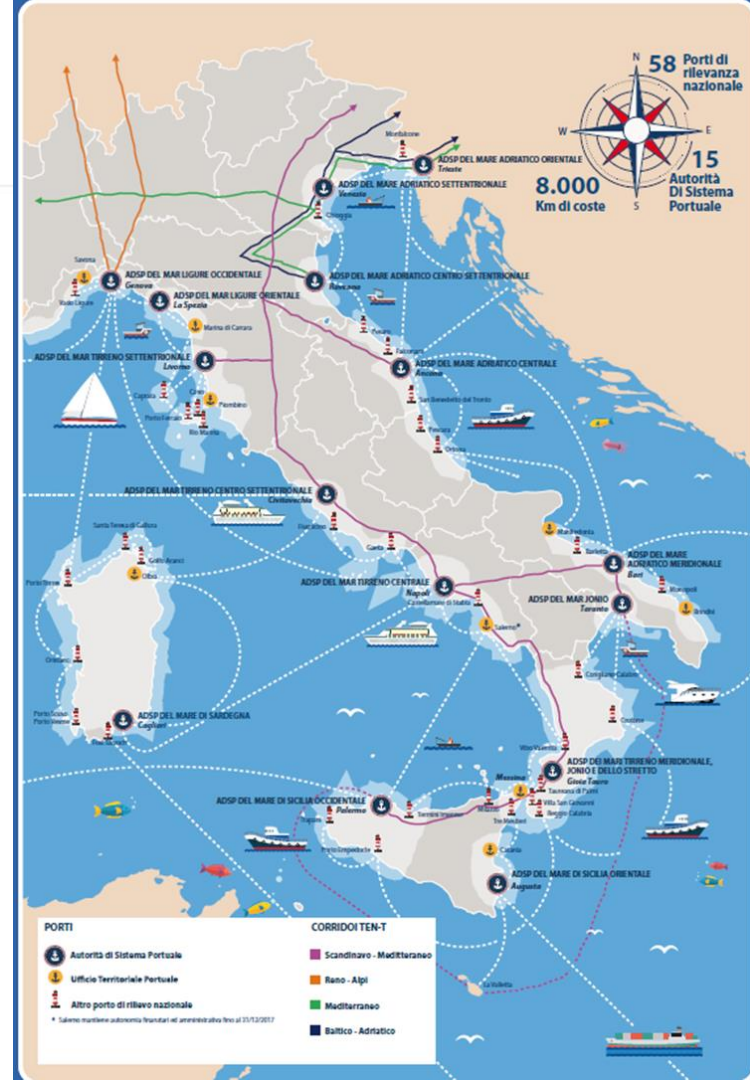 N
58 Porti di
rilevanza
nazionale
W
E
S
15
Autorità
Di Sistema
Portuale
8.000
Km di coste
Monfalcone
ADSP DEL MARE ADRIATICO ORIENTALE
Trieste
ADSP DEL MARE ADRIATICO SETTENTRIONALE
Venezia
Chioggia
Savona
Vado Ligure
ADSP DEL MAR LIGURE OCCIDENTALE
Genova
ADSP DEL MARE ADRIATICO CENTRO SETTENTRIONALE
Ravenna
ADSP DEL MAR LIGURE ORIENTALE
La Spezia
Marina di Carrara
Pesaro
Falconara
ADSP DEL MAR TIRRENO SETTENTRIONALE
Livorno
ADSP DEL MARE ADRIATICO CENTRALE
Ancona
Capraia
Piombino
Rio Marina
San Benedetto del Tronto
Pescara
Ortona
ADSP DEL MAR TIRRENO CENTRO SETTENTRIONALE
Civitavecchia
Fiumicino
Gaeta
Manfredonia
Barletta
Santa Teresa di Gallura
Golfo Aranci
Olbia
Porto Torres
ADSP DEL MARE
ADRIATICO MERIDIONALE
Bari
Monopoli
Brindisi
ADSP DEL MAR TIRRENO CENTRALE
Napoli
Castellammare di Stabia
Salerno*
ADSP DEL MAR JONIO
Taranto
Oristano
Corigliano Calabro
Crotone
ADSP DEL MARE DI SARDEGNA
Cagliari
Vibo Valentia
ADSP DEI MARI TIRRENO MERIDIONALE,
JONIO E DELLO STRETTO
Gioia Tauro
Messina
Taureana di Palmi
Villa San Giovanni
Reggio Calabria
Milazzo
Tremestieri
ADSP DEL MARE DI SICILIA OCCIDENTALE
Palermo
Trapani
Termini Imerese
Porto Empedocle
Catania
ADSP DEL MARE DI SICILIA ORIENTALE
Augusta
La Valletta
PORTI
Autorità di Sistema Portuale
Ufficio Territoriale Portuale
Altro porto di rilievo nazionale
* Salerno mantiene autonomia finanziari ed amministrativa fino al 31/12/2017
CORRIDOI TEN-T
Scandinavo - Meditteraneo
Reno - Alpi
Mediterraneo
Baltico - Adriatico